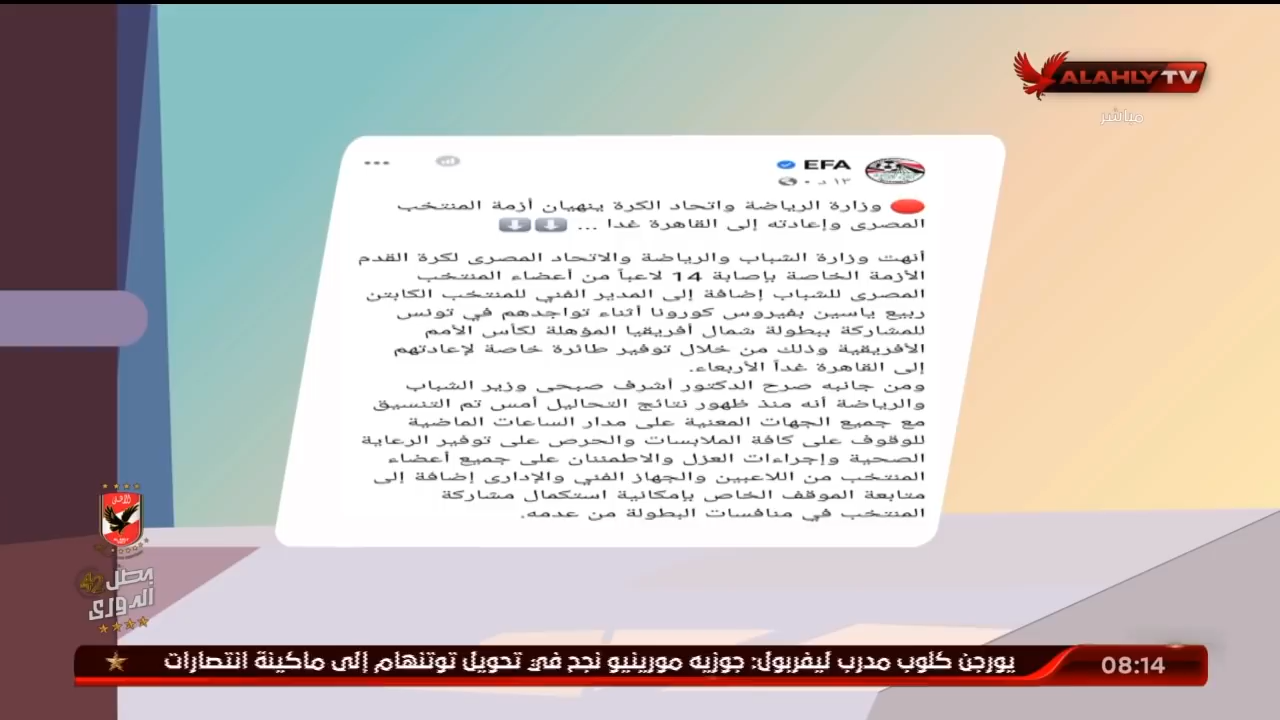 ALAHLY TV
مباشر
EFA
١٣ د
وزارة الرياضة واتحاد الكرة ينهيان أزمة المنتخب
المصرى وإعادته إلى القاهرة غدا ...
أنهت وزارة الشباب والرياضة والاتحاد المصرى لكرة القدم
الأزمة الخاصة بإصابة 14 لاعباً من أعضاء المنتخب
المصرى للشباب إضافة إلى المدير الفني للمنتخب الكابتن
ربيع ياسين بفيروس كورونا أثناء تواجدهم في تونس
للمشاركة ببطولة شمال أفريقيا المؤهلة لكأس الأمم
الأفريقية وذلك من خلال توفير طائرة خاصة لإعادتهم
إلى القاهرة غداً الأربعاء.
ومن جانبه صرح الدكتور أشرف صبحى وزير الشباب
والرياضة أنه منذ ظهور نتائج التحاليل أمس تم التنسيق
مع جميع الجهات المعنية على مدار الساعات الماضية
للوقوف على كافة الملابسات والحرص على توفير الرعاية
الصحية وإجراءات العزل والاطمئنان على جميع أعضاء
المنتخب من اللاعبين والجهاز الفني والإدارى إضافة إلى
متابعة الموقف الخاص بإمكانية استكمال مشاركة
المنتخب في منافسات البطولة من عدمه.
بطل
الدورى
42
يورجن كلوب مدرب ليفربول: جوزيه مورينيو نجح في تحويل توتنهام إلى ماكينة انتصارات
08:14